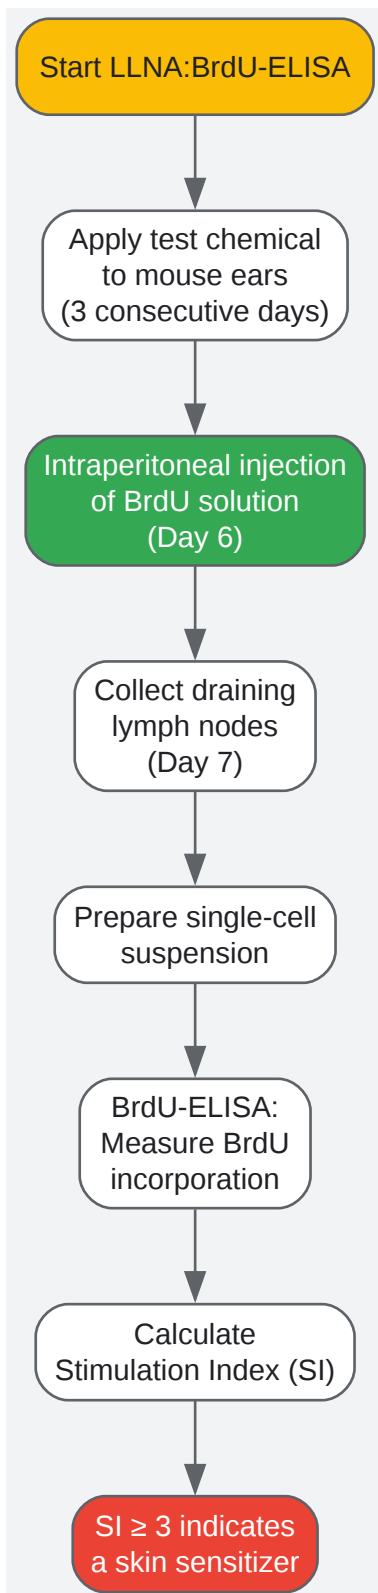 Start LLNA:BrdU-ELISA
Apply test chemical
to mouse ears
(3 consecutive days)
Intraperitoneal injection
of BrdU solution
(Day 6)
Collect draining
lymph nodes
(Day 7)
Prepare single-cell
suspension
BrdU-ELISA:
Measure BrdU
incorporation
Calculate
Stimulation Index (SI)
SI ≥ 3 indicates
a skin sensitizer